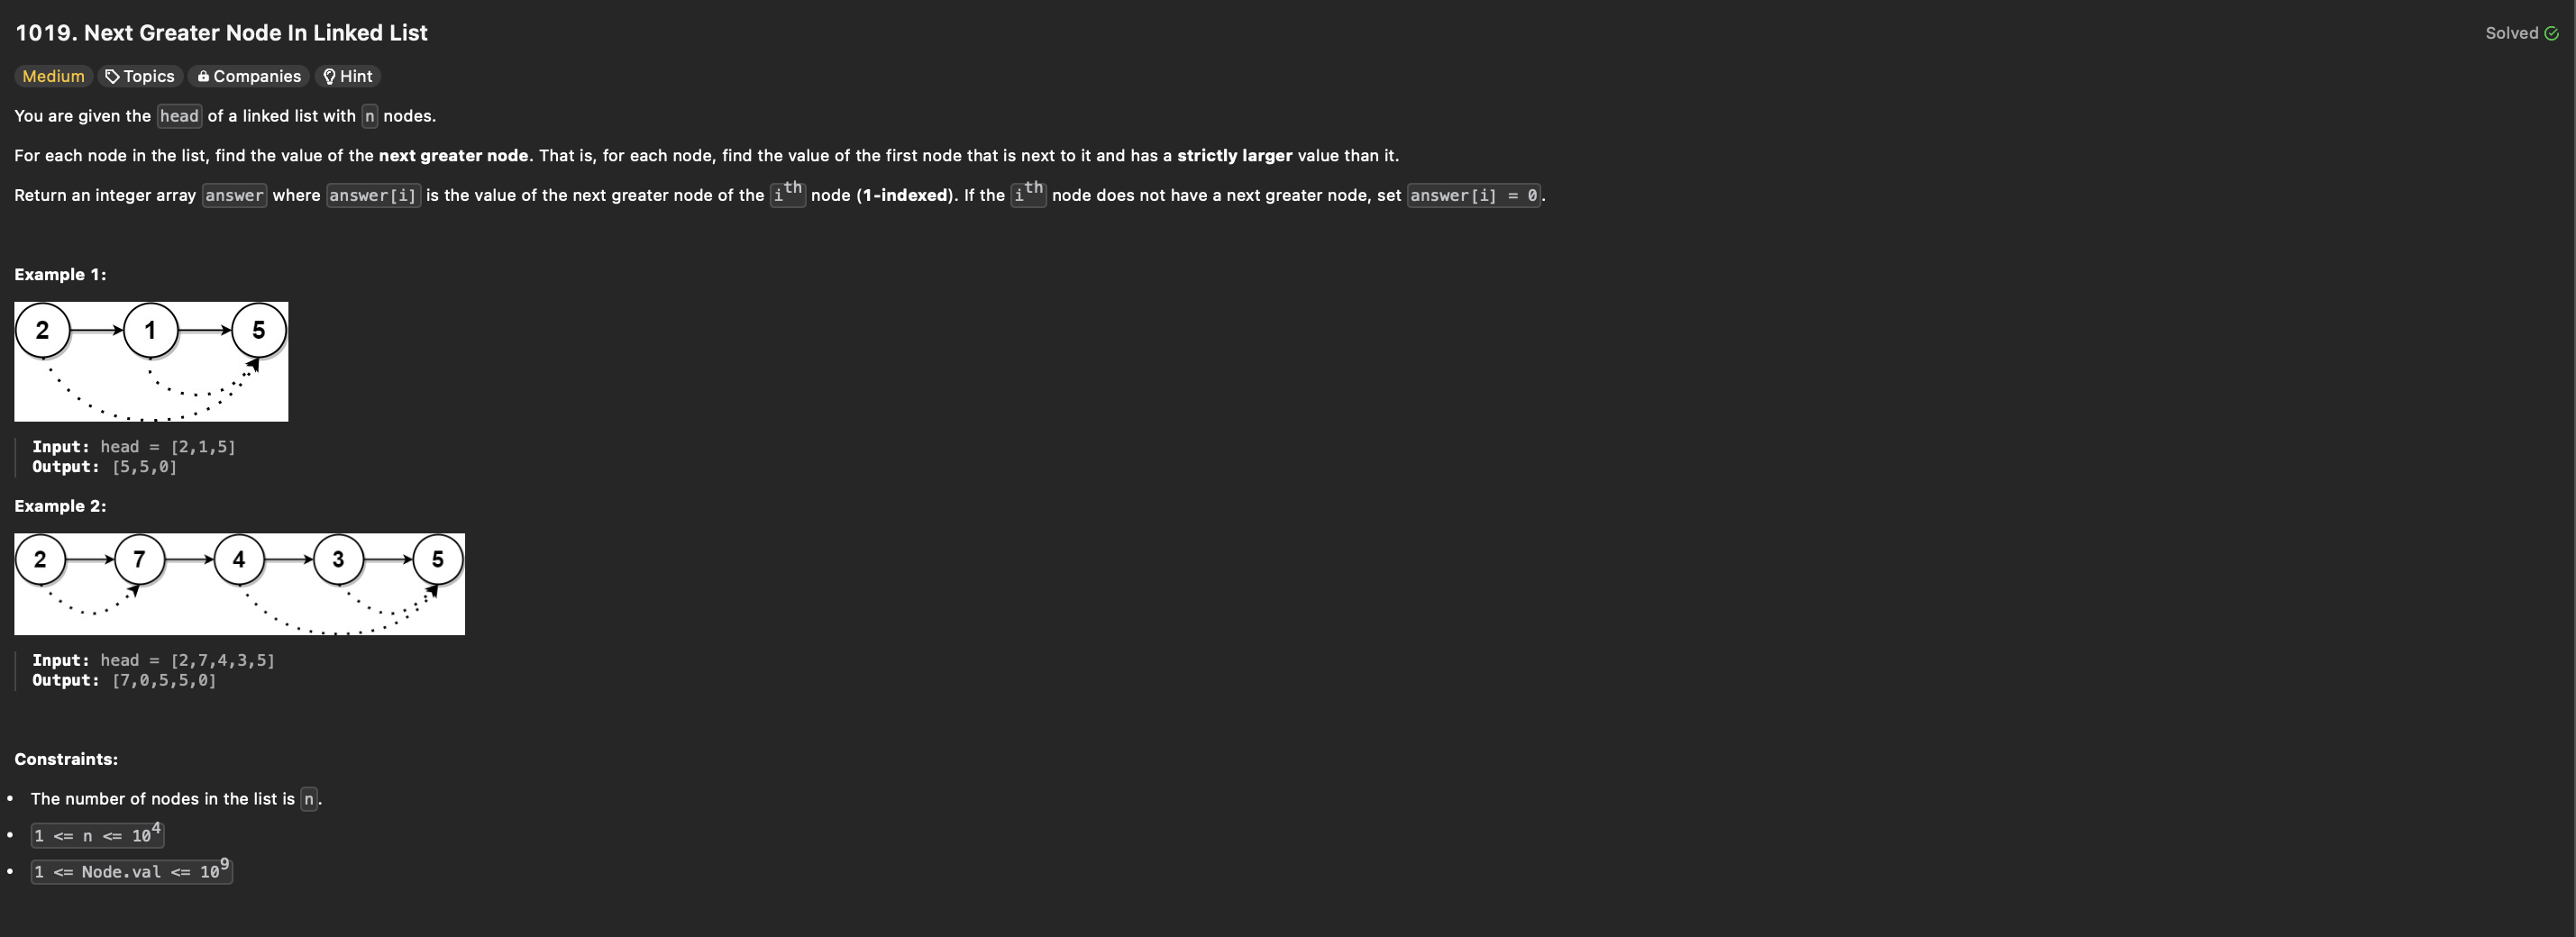 1019. Next Greater Node In Linked List
Solved
Medium Topics Companies Hint
You are given the head of a linked list with n nodes.
For each node in the list, find the value of the next greater node. That is, for each node, find the value of the first node that is next to it and has a strictly larger value than it.
Return an integer array answer where answer[i] is the value of the next greater node of the ith node (1-indexed). If the ith node does not have a next greater node, set answer[i] = 0.
Example 1:
2 1 5
Input: head = [2,1,5]
Output: [5,5,0]
Example 2:
2 7 4 3 5
Input: head = [2,7,4,3,5]
Output: [7,0,5,5,0]
Constraints:
• The number of nodes in the list is n.
• 1 <= n <= 10^4
• 1 <= Node.val <= 10^9